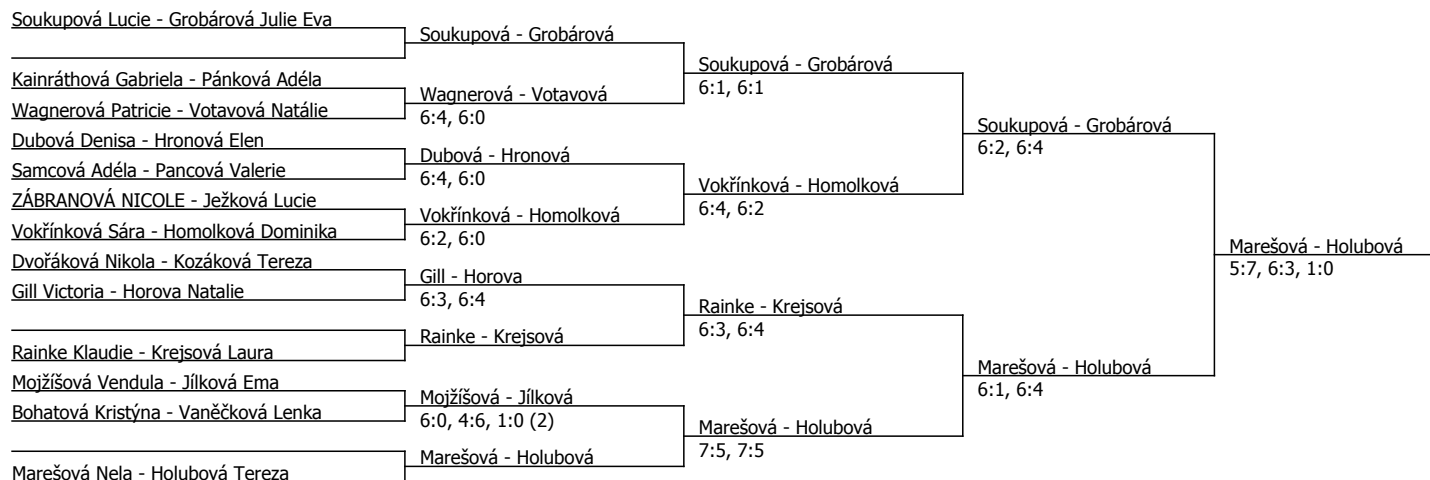 Soukupová Lucie - Grobárová Julie Eva
Soukupová - Grobárová
Soukupová - Grobárová
6:1, 6:1
Kainráthová Gabriela - Pánková Adéla
Wagnerová - Votavová
6:4, 6:0
Wagnerová Patricie - Votavová Natálie
Soukupová - Grobárová
6:2, 6:4
Dubová Denisa - Hronová Elen
Dubová - Hronová
6:4, 6:0
Samcová Adéla - Pancová Valerie
Vokřínková - Homolková
6:4, 6:2
ZÁBRANOVÁ NICOLE - Ježková Lucie
Vokřínková - Homolková
6:2, 6:0
Vokřínková Sára - Homolková Dominika
Marešová - Holubová
5:7, 6:3, 1:0
Dvořáková Nikola - Kozáková Tereza
Gill - Horova
6:3, 6:4
Gill Victoria - Horova Natalie
Rainke - Krejsová
6:3, 6:4
Rainke - Krejsová
Rainke Klaudie - Krejsová Laura
Marešová - Holubová
6:1, 6:4
Mojžíšová Vendula - Jílková Ema
Mojžíšová - Jílková
6:0, 4:6, 1:0 (2)
Bohatová Kristýna - Vaněčková Lenka
Marešová - Holubová
7:5, 7:5
Marešová - Holubová
Marešová Nela - Holubová Tereza